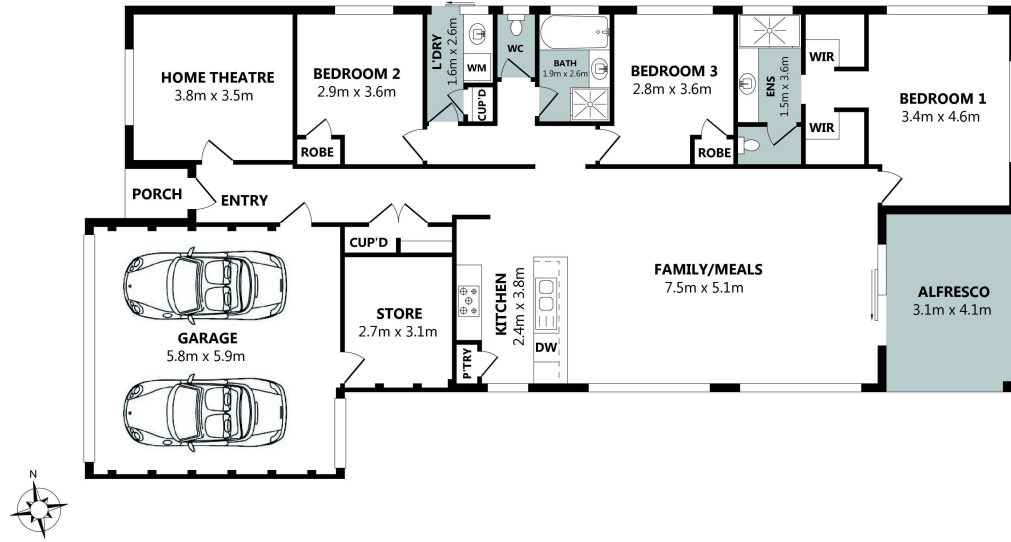 HOME THEATRE
3.8m x 3.5m
BEDROOM 2
2.9m x 3.6m
ROBE
L'DRY
1.6m x 2.6m
WM
CUP'D
WC
BATH
1.9m x 2.6m
BEDROOM 3
2.8m x 3.6m
ROBE
ENS
1.5m x 3.6m
WIR
WIR
BEDROOM 1
3.4m x 4.6m
PORCH
ENTRY
CUP'D
GARAGE
5.8m x 5.9m
STORE
2.7m x 3.1m
KITCHEN
2.4m x 3.8m
P'TRY
DW
FAMILY/MEALS
7.5m x 5.1m
ALFRESCO
3.1m x 4.1m
N